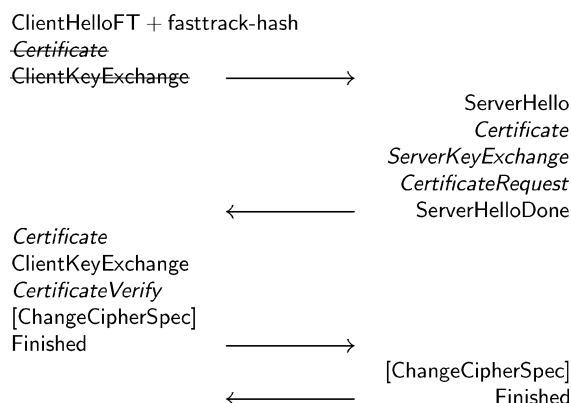 ClientHelloFT + fasttrack-hash
Certificate
ClientKeyExchange
ServerHello
Certificate
ServerKeyExchange
CertificateRequest
ServerHelloDone
Certificate
ClientKeyExchange
CertificateVerify
[ChangeCipherSpec]
Finished
[ChangeCipherSpec]
Finished